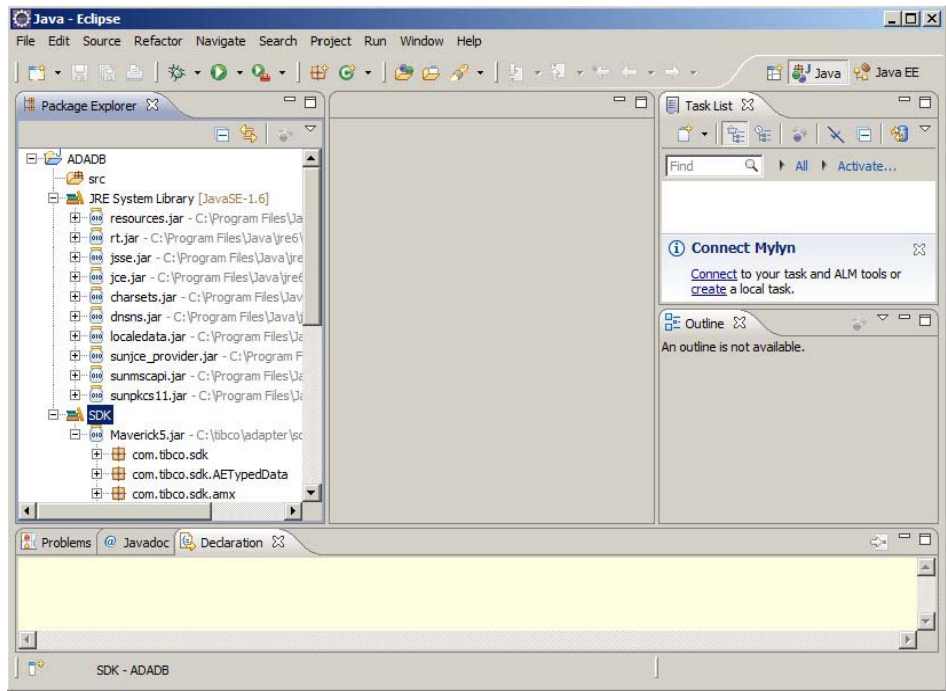 Java - Eclipse
File Edit Source Refactor Navigate Search Project Run Window Help
Java Java EE
Package Explorer
ADADB
src
JRE System Library [JavaSE-1.6]
resources.jar - C:\Program Files\Ja
rt.jar - C:\Program Files\Java\jre6\
jsse.jar - C:\Program Files\Java\jre
jce.jar - C:\Program Files\Java\jre6
charsets.jar - C:\Program Files\Jav
dnsns.jar - C:\Program Files\Java\j
localedata.jar - C:\Program Files\Ja
sunjce_provider.jar - C:\Program F
sunmscapi.jar - C:\Program Files\Ja
sunpkcs11.jar - C:\Program Files\Ja
SDK
Maverick5.jar - C:\tibco\adapter\sd
com.tibco.sdk
com.tibco.sdk.AETypedData
com.tibco.sdk.amx
Task List
Find All Activate...
Connect Mylyn
Connect to your task and ALM tools or
create a local task.
Outline
An outline is not available.
Problems @ Javadoc Declaration
SDK - ADADB